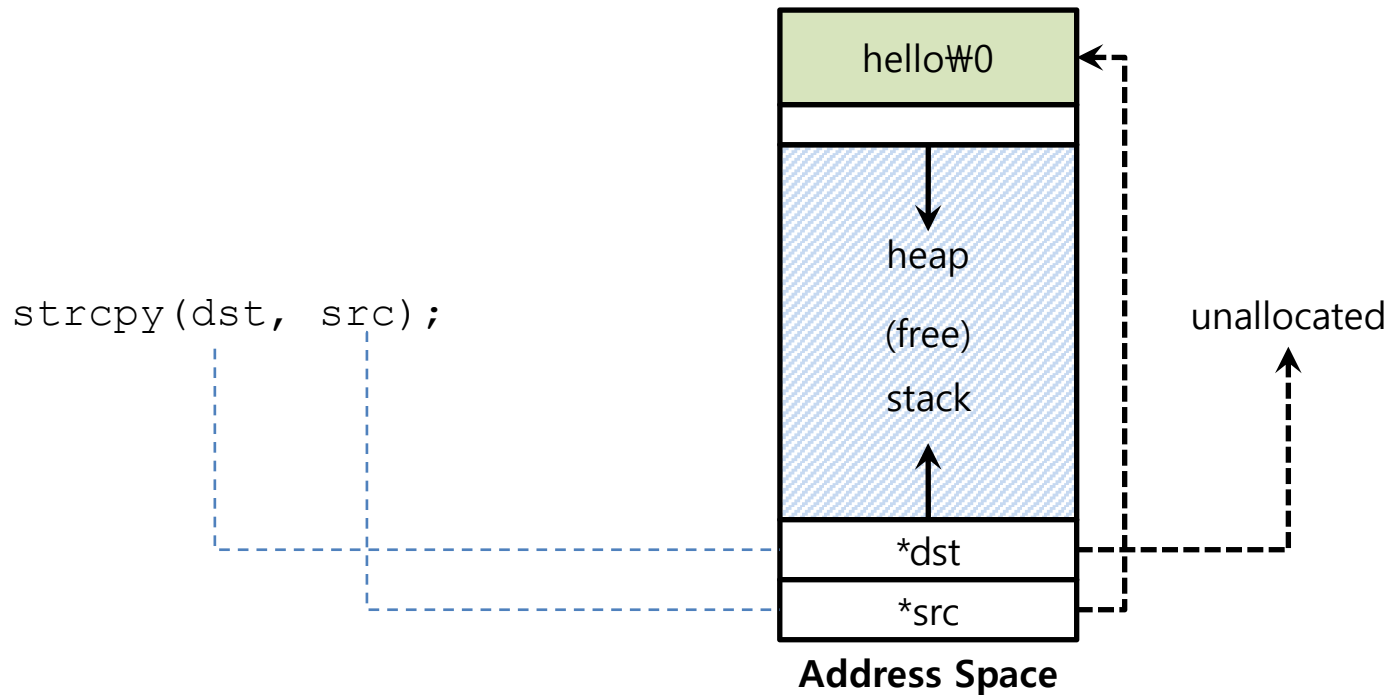 hello₩0
heap
(free)
stack
strcpy(dst, src);
unallocated
*dst
*src
Address Space